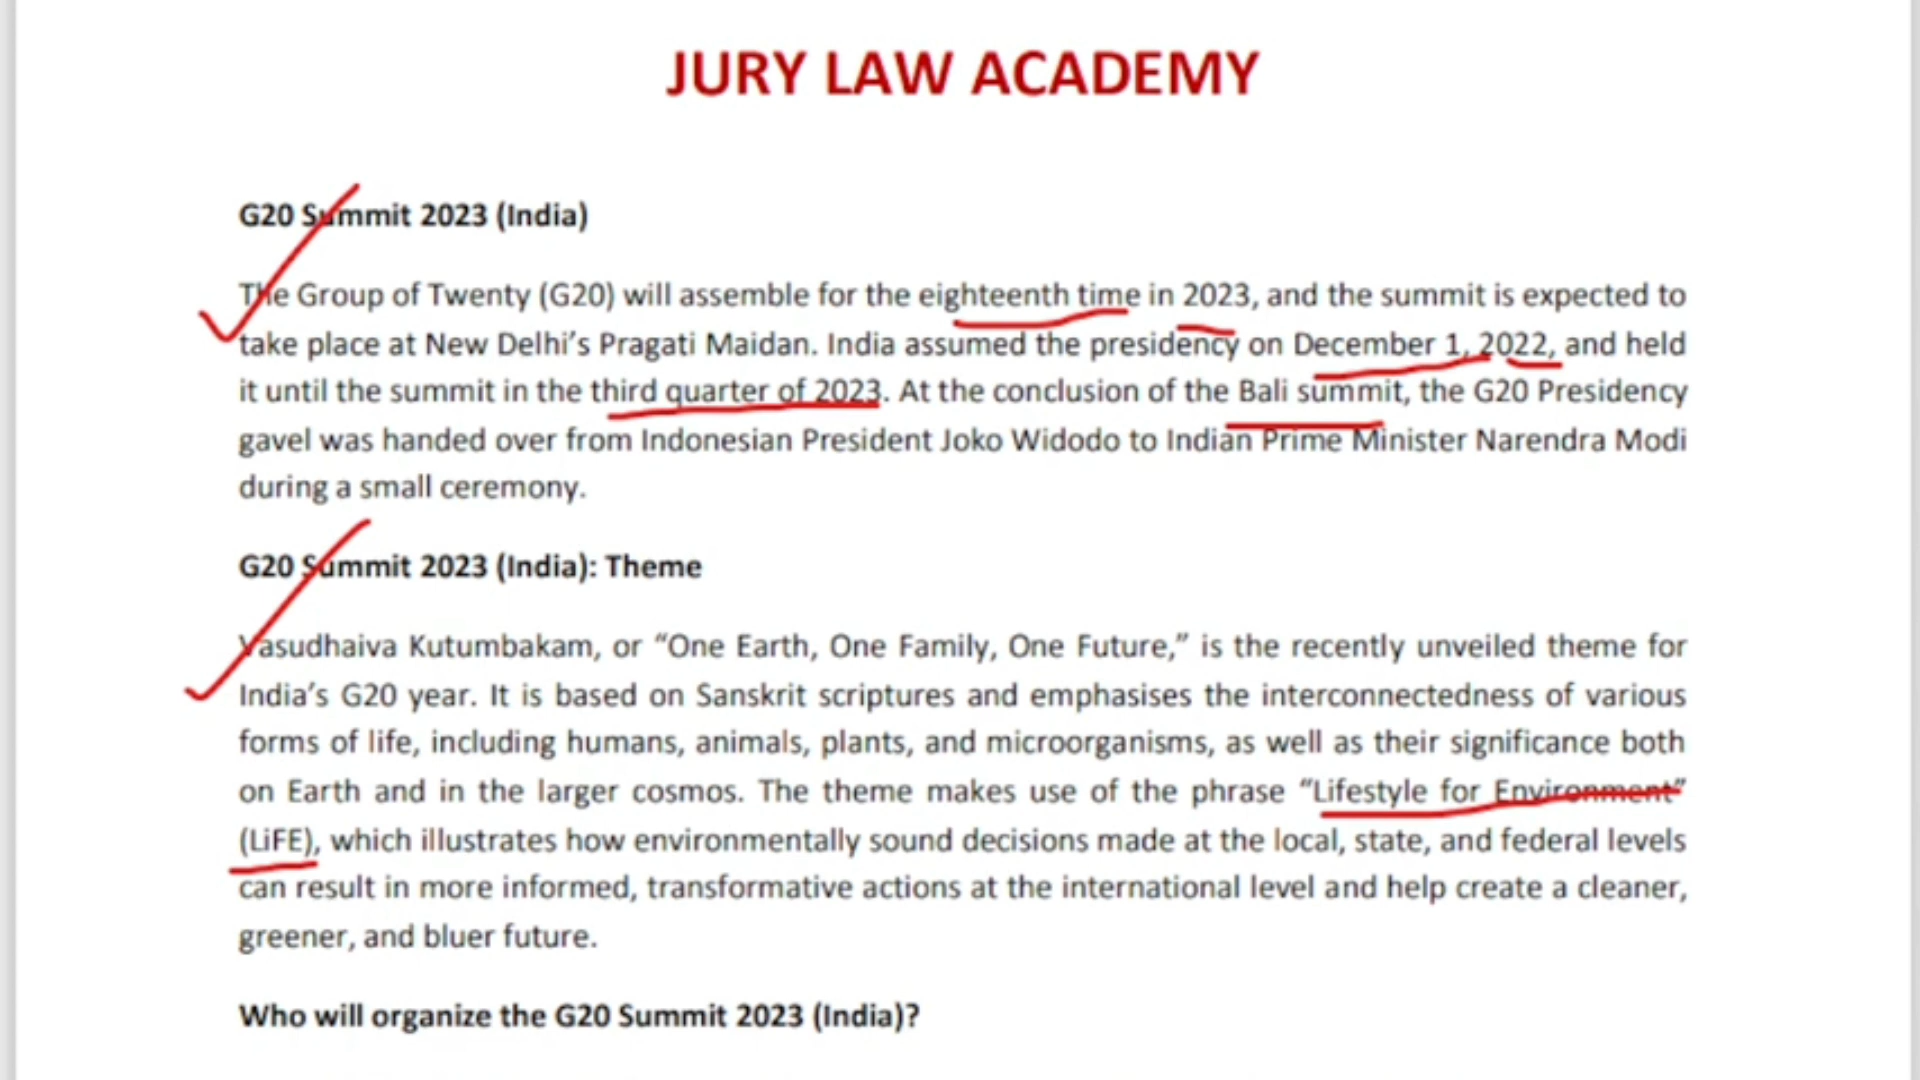 JURY LAW ACADEMY
G20 Summit 2023 (India)
The Group of Twenty (G20) will assemble for the eighteenth time in 2023, and the summit is expected to
take place at New Delhi’s Pragati Maidan. India assumed the presidency on December 1, 2022, and held
it until the summit in the third quarter of 2023. At the conclusion of the Bali summit, the G20 Presidency
gavel was handed over from Indonesian President Joko Widodo to Indian Prime Minister Narendra Modi
during a small ceremony.
G20 Summit 2023 (India): Theme
Vasudhaiva Kutumbakam, or “One Earth, One Family, One Future,” is the recently unveiled theme for
India’s G20 year. It is based on Sanskrit scriptures and emphasises the interconnectedness of various
forms of life, including humans, animals, plants, and microorganisms, as well as their significance both
on Earth and in the larger cosmos. The theme makes use of the phrase “Lifestyle for Environment”
(LiFE), which illustrates how environmentally sound decisions made at the local, state, and federal levels
can result in more informed, transformative actions at the international level and help create a cleaner,
greener, and bluer future.
Who will organize the G20 Summit 2023 (India)?